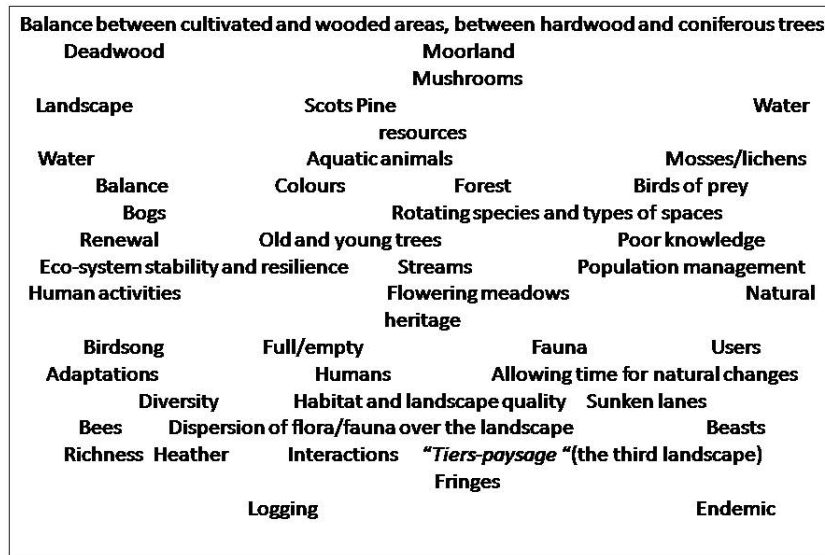 Balance between cultivated and wooded areas, between hardwood and coniferous trees
Deadwood Moorland
Mushrooms
Landscape Scots Pine Water
resources
Water Aquatic animals Mosses/lichens
Balance Colours Forest Birds of prey
Bogs Rotating species and types of spaces
Renewal Old and young trees Poor knowledge
Eco-system stability and resilience Streams Population management
Human activities Flowering meadows Natural
heritage
Birdsong Full/empty Fauna Users
Adaptations Humans Allowing time for natural changes
Diversity Habitat and landscape quality Sunken lanes
Bees Dispersion of flora/fauna over the landscape Beasts
Richness Heather Interactions “Tiers-paysage “(the third landscape)
Fringes
Logging Endemic